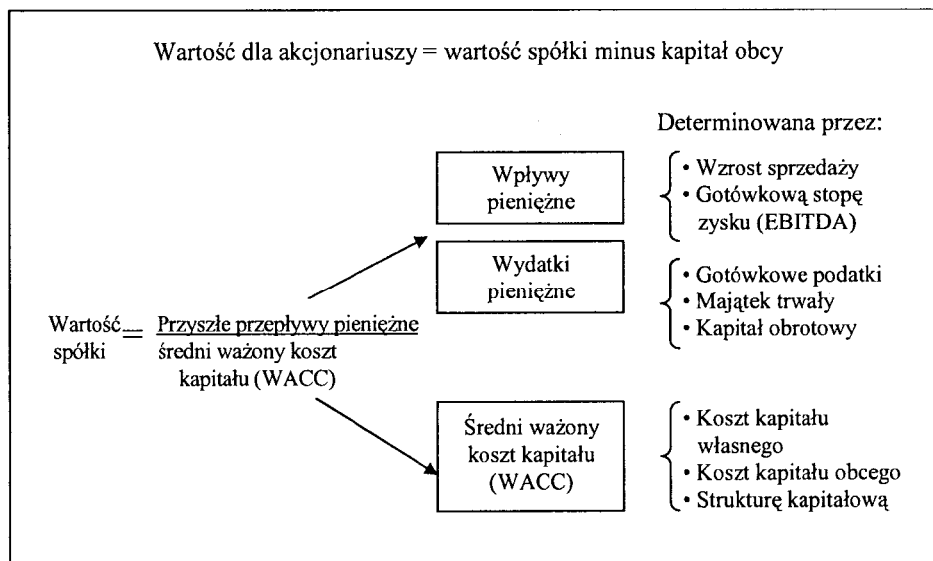 Wartość dla akcjonariuszy = wartość spółki minus kapitał obcy
Determinowana przez:
Wpływy
pieniężne
• Wzrost sprzedaży
• Gotówkową stopę
zysku (EBITDA)
Wydatki
pieniężne
• Gotówkowe podatki
• Majątek trwały
• Kapitał obrotowy
Wartość
spółki
=
Przyszłe przepływy pieniężne
średni ważony koszt
kapitału (WACC)
Średni ważony
koszt kapitału
(WACC)
• Koszt kapitału
własnego
• Koszt kapitału obcego
• Strukturę kapitałową